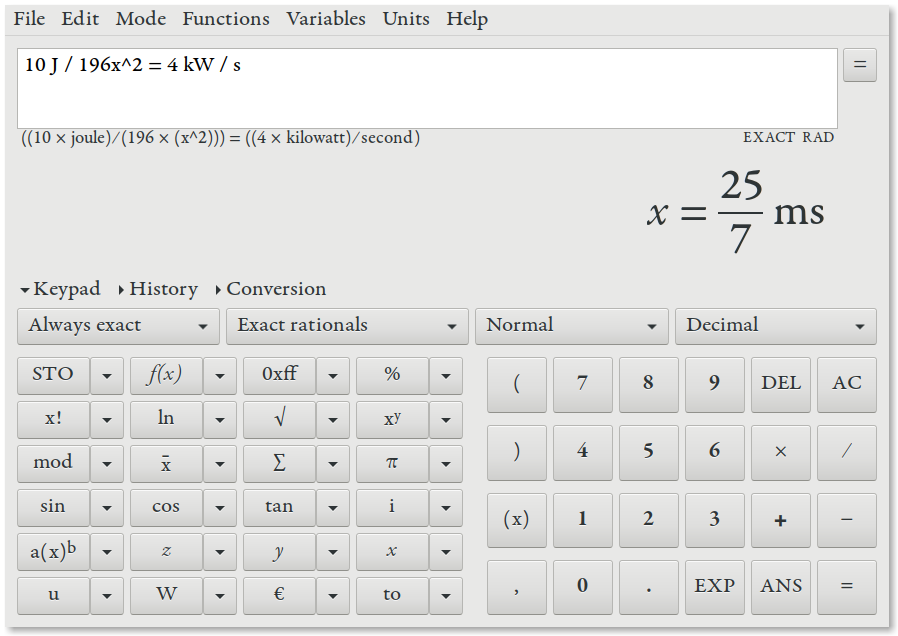 File Edit Mode Functions Variables Units Help
10 J / 196x^2 = 4 kW / s
=
((10 × joule)/(196 × (x^2))) = ((4 × kilowatt)/second)
EXACT RAD
x = 25/7 ms
Keypad History Conversion
Always exact Exact rationals Normal Decimal
STO f(x) 0xff % ( 7 8 9 DEL AC
x! ln √ xʸ ) 4 5 6 × /
mod x̄ Σ π
sin cos tan i (x) 1 2 3 + −
a(x)ᵇ z y x
u W € to , 0 . EXP ANS =